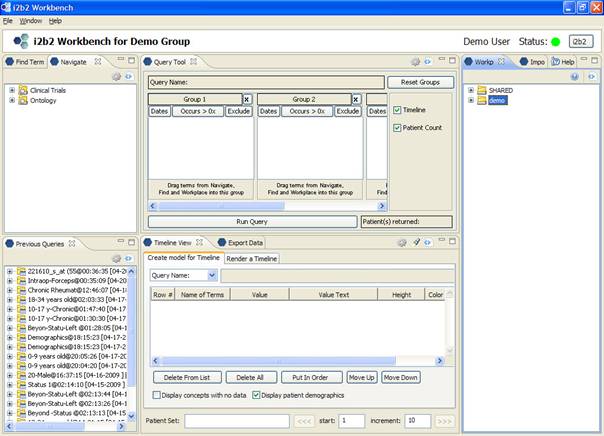 i2b2 Workbench
File Window Help
i2b2 Workbench for Demo Group
Demo User Status: i2b2
Find Term Navigate
Clinical Trials
Ontology
Query Tool
Query Name: Reset Groups
Group 1 X Group 2 X
Dates Occurs > 0x Exclude Dates Occurs > 0x Exclude Dates
Timeline
Patient Count
Drag terms from Navigate,
Find and Workplace into this group
Drag terms from Navigate,
Find and Workplace into this group
Run Query Patient(s) returned:
Workp Impo Help
SHARED
demo
Previous Queries
221610_s_at (55@00:36:35 [04-2
Intraop-Forceps@00:35:09 [04-
Chronic Rheumat@12:46:07 [04-1
18-34 years old@02:03:33 [04-17
10-17 y-Chronic@01:47:00 [04-1
10-17 y-Chronic@01:30:30 [04-1
Beyon-Statu-Left @01:28:05 [04-
Demographics@18:15:23 [04-17-
Demographics@18:15:23 [04-17-
0-9 years old@20:05:26 [04-17-20
0-9 years old@20:04:20 [04-17-20
20-Male@16:37:15 [04-16-2009 ]
Status 1@02:14:10 [04-15-2009 ]
Beyon-Statu-Left@02:13:44 [04-1
Beyon-Statu-Left@02:13:26 [04-1
Beyond -Status @02:13:13 [04-15
Timeline View Export Data
Create model for Timeline Render a Timeline
Query Name:
Row # Name of Terms Value Value Text Height Color
Delete From List Delete All Put In Order Move Up Move Down
Display concepts with no data Display patient demographics
Patient Set: <<< start: 1 increment: 10 >>>